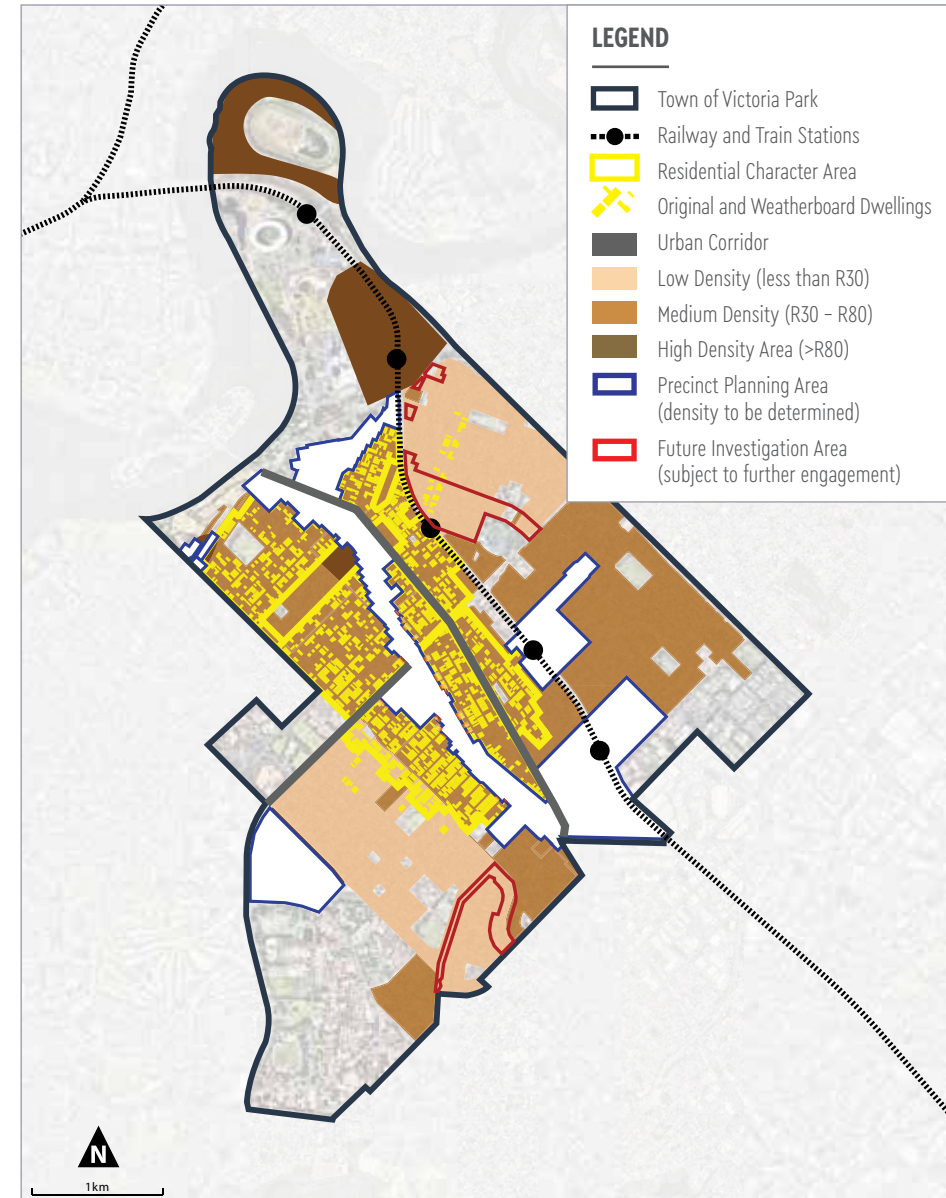 LEGEND
Town of Victoria Park
Railway and Train Stations
Residential Character Area
Original and Weatherboard Dwellings
Urban Corridor
Low Density (less than R30)
Medium Density (R30 – R80)
High Density Area (>R80)
Precinct Planning Area
(density to be determined)
Future Investigation Area
(subject to further engagement)
N
1km